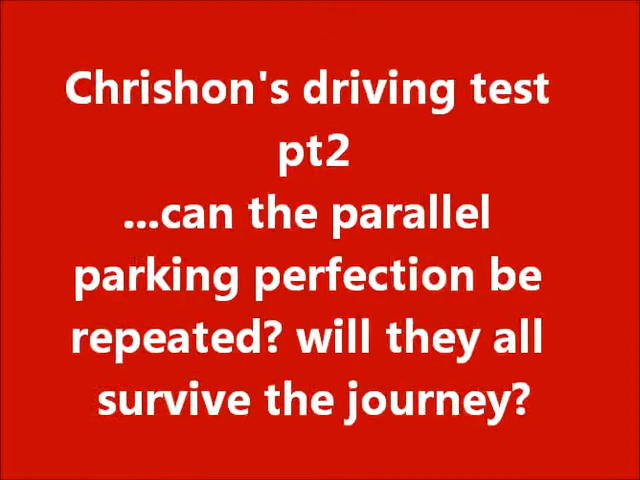 Chrishon's driving test
pt2
...can the parallel
parking perfection be
repeated? will they all
survive the journey?